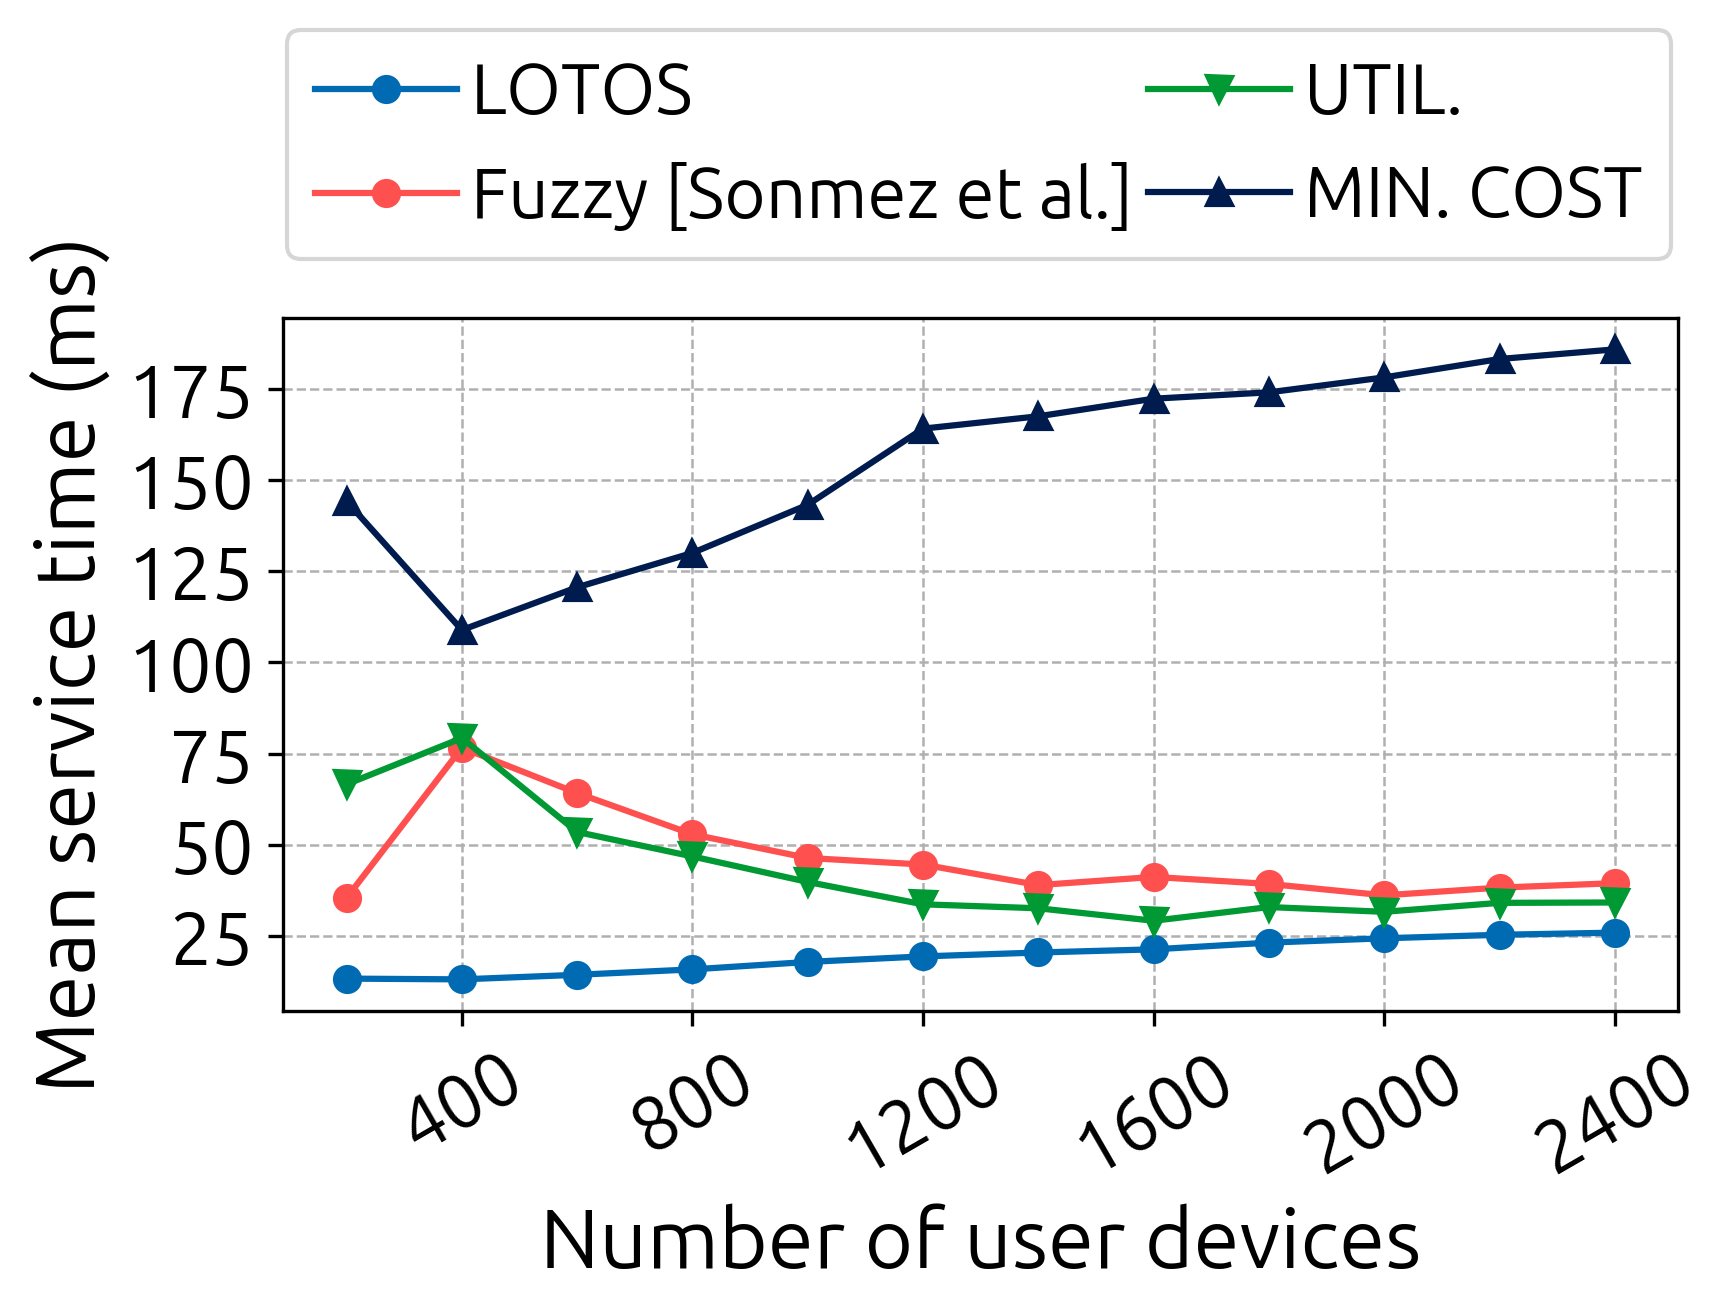 LOTOS
Fuzzy [Sonmez et al.]
UTIL.
MIN. COST
Mean service time (ms)
175
150
125
100
75
50
25
400
800
1200
1600
2000
2400
Number of user devices